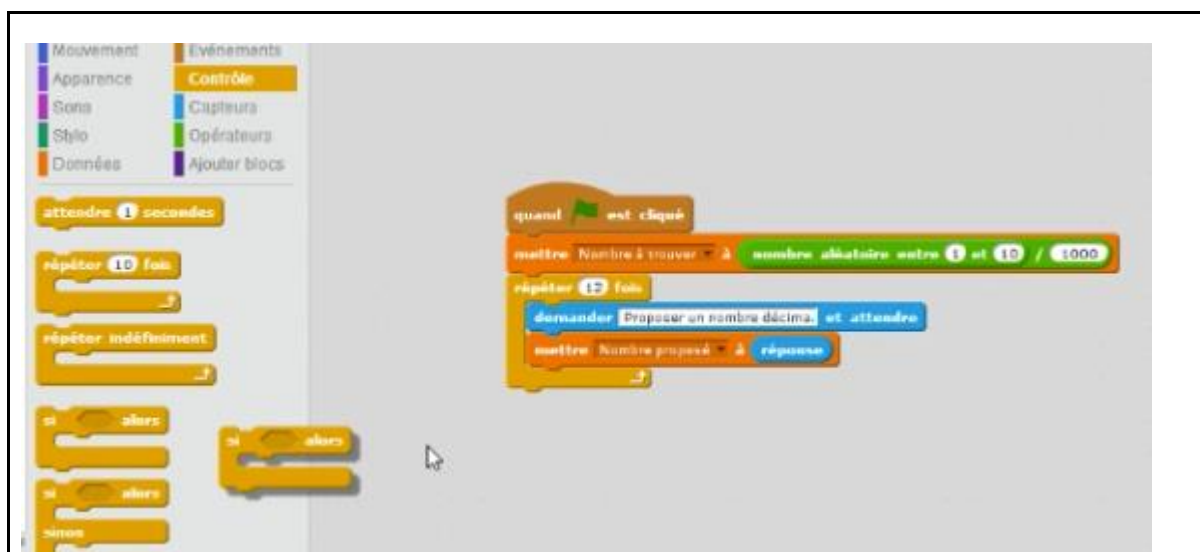 Mouvement Evénements
Apparence Contrôle
Sons Capteurs
Stylo Opérateurs
Données Ajouter blocs
attendre 1 secondes
répéter 10 fois
répéter indéfiniment
si alors
si alors
sinon
si alors
quand est cliqué
mettre Nombre à trouver à nombre aléatoire entre 1 et 10 / 1000
répéter 12 fois
demander Proposer un nombre décima. et attendre
mettre Nombre proposé à réponse